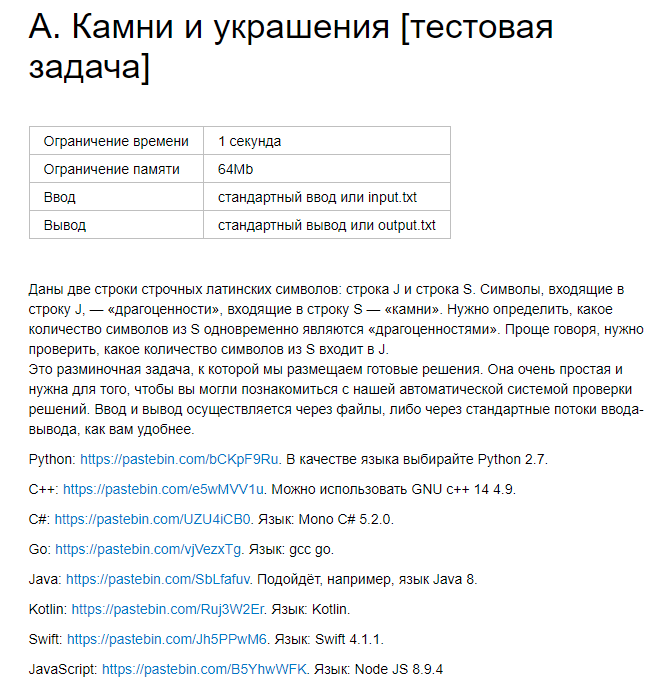 A. Камни и украшения [тестовая
задача]
Ограничение времени 1 секунда
Ограничение памяти 64Mb
Ввод стандартный ввод или input.txt
Вывод стандартный вывод или output.txt
Даны две строки строчных латинских символов: строка J и строка S. Символы, входящие в
строку J, — «драгоценности», входящие в строку S — «камни». Нужно определить, какое
количество символов из S одновременно являются «драгоценностями». Проще говоря, нужно
проверить, какое количество символов из S входит в J.
Это разминочная задача, к которой мы размещаем готовые решения. Она очень простая и
нужна для того, чтобы вы могли познакомиться с нашей автоматической системой проверки
решений. Ввод и вывод осуществляется через файлы, либо через стандартные потоки ввода-
вывода, как вам удобнее.
Python: https://pastebin.com/bCKpF9Ru. В качестве языка выбирайте Python 2.7.
C++: https://pastebin.com/e5wMVV1u. Можно использовать GNU c++ 14 4.9.
C#: https://pastebin.com/UZU4iCB0. Язык: Mono C# 5.2.0.
Go: https://pastebin.com/vjVezxTg. Язык: gcc go.
Java: https://pastebin.com/SbLfafuv. Подойдёт, например, язык Java 8.
Kotlin: https://pastebin.com/Ruj3W2Er. Язык: Kotlin.
Swift: https://pastebin.com/Jh5PPwM6. Язык: Swift 4.1.1.
JavaScript: https://pastebin.com/B5YhwWFK. Язык: Node JS 8.9.4